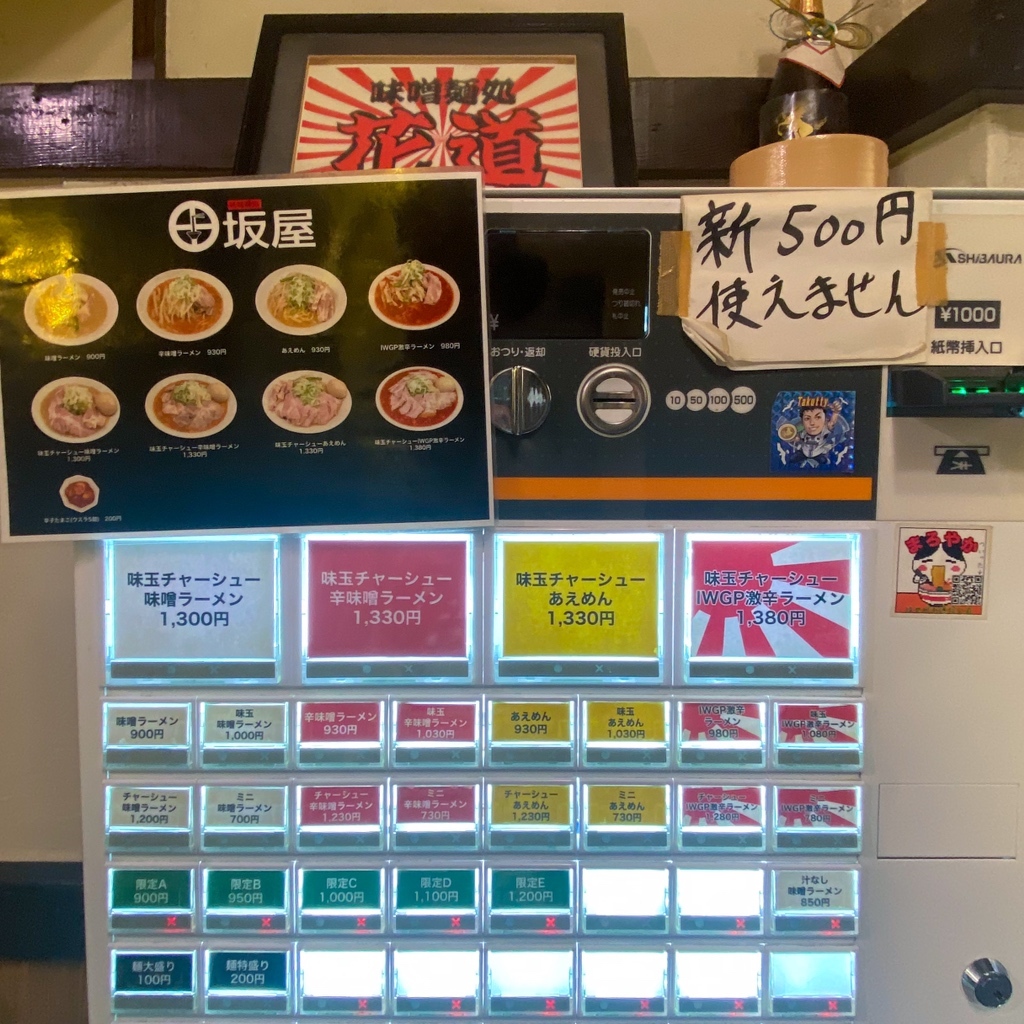 味噌麺処
花道
坂屋
味噌ラーメン 900円
辛味噌ラーメン 930円
あえめん 930円
IWGP激辛ラーメン 980円
味玉チャーシュー味噌ラーメン
1,300円
味玉チャーシュー辛味噌ラーメン
1,330円
味玉チャーシューあえめん
1,330円
味玉チャーシューIWGP激辛ラーメン
1,380円
200円
新500円
使えません
SHIBAURA
¥1000
紙幣挿入口
おつり・返却
硬貨投入口
10 50 100 500
Takutty
まろやか
味玉チャーシュー
味噌ラーメン
1,300円
味玉チャーシュー
辛味噌ラーメン
1,330円
味玉チャーシュー
あえめん
1,330円
味玉チャーシュー
IWGP激辛ラーメン
1,380円
味噌ラーメン
900円
味玉
味噌ラーメン
1,000円
辛味噌ラーメン
930円
味玉
辛味噌ラーメン
1,030円
あえめん
930円
味玉
あえめん
1,030円
IWGP激辛
ラーメン
980円
味玉
IWGP激辛ラーメン
1,080円
チャーシュー
味噌ラーメン
1,200円
ミニ
味噌ラーメン
700円
チャーシュー
辛味噌ラーメン
1,230円
ミニ
辛味噌ラーメン
730円
チャーシュー
あえめん
1,230円
ミニ
あえめん
730円
チャーシュー
IWGP激辛ラーメン
1,280円
ミニ
IWGP激辛ラーメン
780円
限定A
900円
限定B
950円
限定C
1,000円
限定D
1,100円
限定E
1,200円
汁なし
味噌ラーメン
850円
麺大盛り
100円
麺特盛り
200円